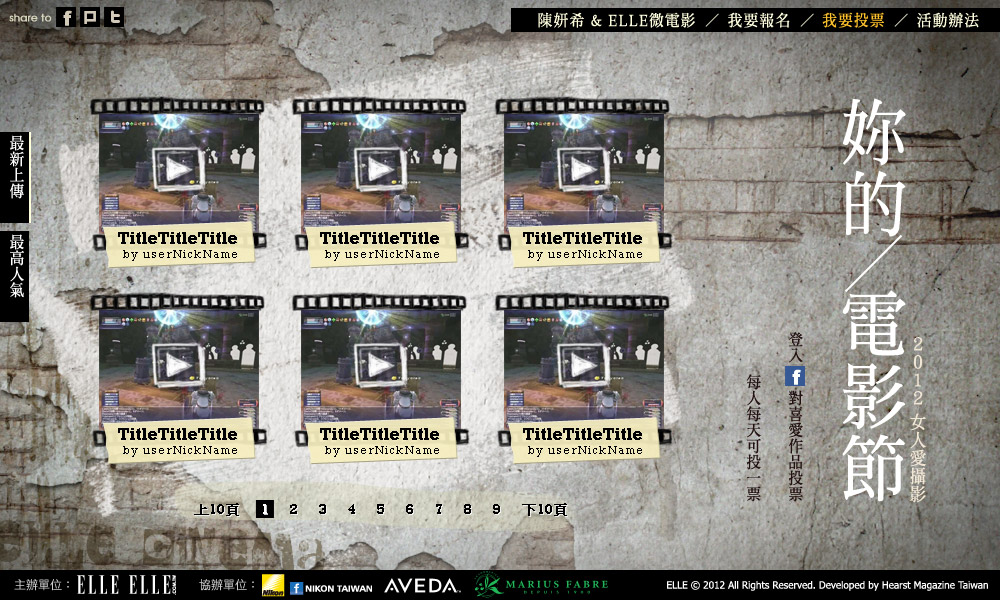 share to
陳妍希 & ELLE微電影 ／ 我要報名 ／ 我要投票 ／ 活動辦法
最新上傳
最高人氣
TitleTitleTitle
by userNickName
TitleTitleTitle
by userNickName
TitleTitleTitle
by userNickName
TitleTitleTitle
by userNickName
TitleTitleTitle
by userNickName
TitleTitleTitle
by userNickName
妳的／電影節
2012 女人愛攝影
登入 f 對喜愛作品投票
每人每天可投一票
上10頁 1 2 3 4 5 6 7 8 9 下10頁
主辦單位： ELLE ELLE 協辦單位： Nikon NIKON TAIWAN AVEDA MARIUS FABRE
DEPUIS 1900
ELLE © 2012 All Rights Reserved. Developed by Hearst Magazine Taiwan